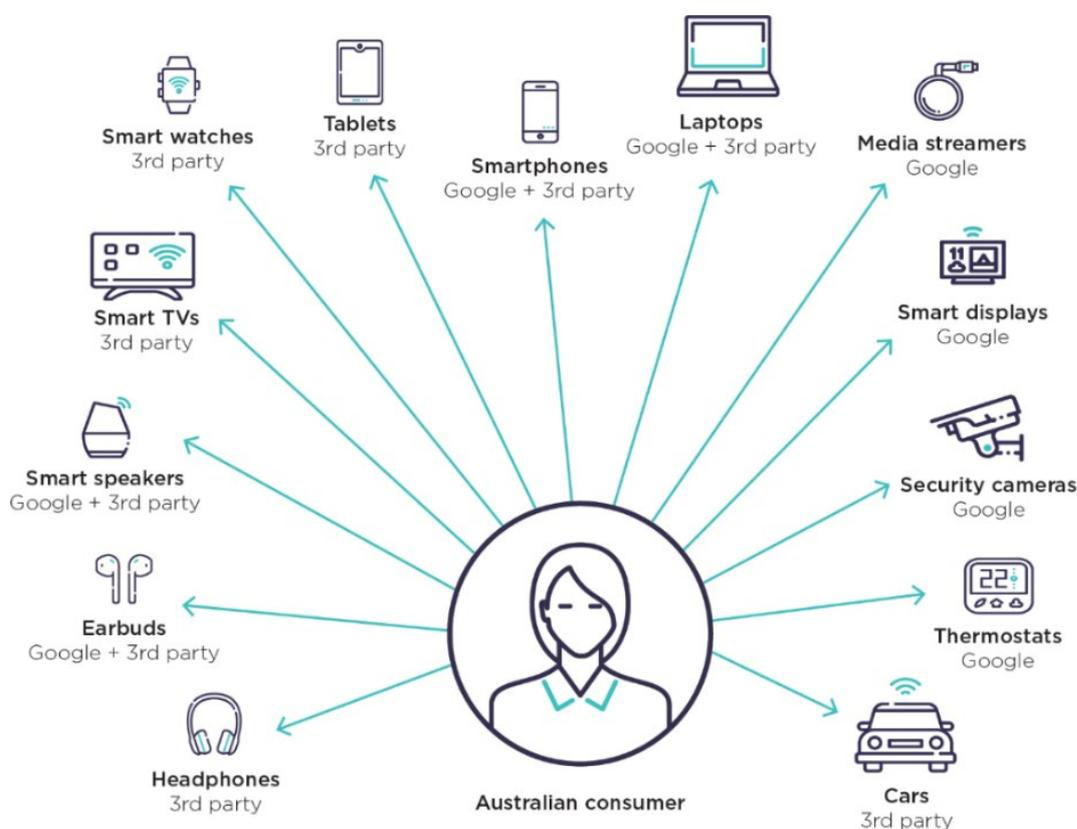 Smart watches
3rd party
Tablets
3rd party
Smartphones
Google + 3rd party
Laptops
Google + 3rd party
Media streamers
Google
Smart TVs
3rd party
11
Smart displays
Google
Smart speakers
Google + 3rd party
Security cameras
Google
Earbuds
Google + 3rd party
22
Thermostats
Google
Headphones
3rd party
Australian consumer
Cars
3rd party